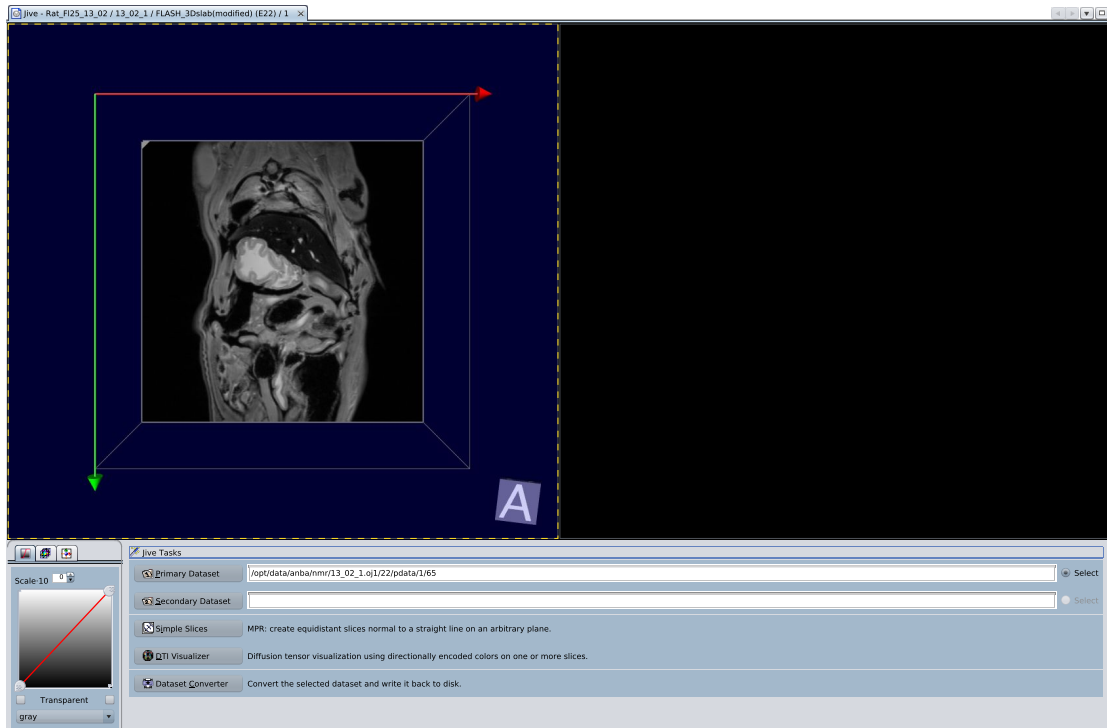 Jive - Rat_FI25_13_02 / 13_02_1 / FLASH_3Dslab(modified) (E22) / 1
A
Jive Tasks
Scale-10 0
Primary Dataset /opt/data/anba/nmr/13_02_1.oj1/22/pdata/1/65 Select
Secondary Dataset Select
Simple Slices MPR: create equidistant slices normal to a straight line on an arbitrary plane.
DTI Visualizer Diffusion tensor visualization using directionally encoded colors on one or more slices.
Dataset Converter Convert the selected dataset and write it back to disk.
Transparent
gray